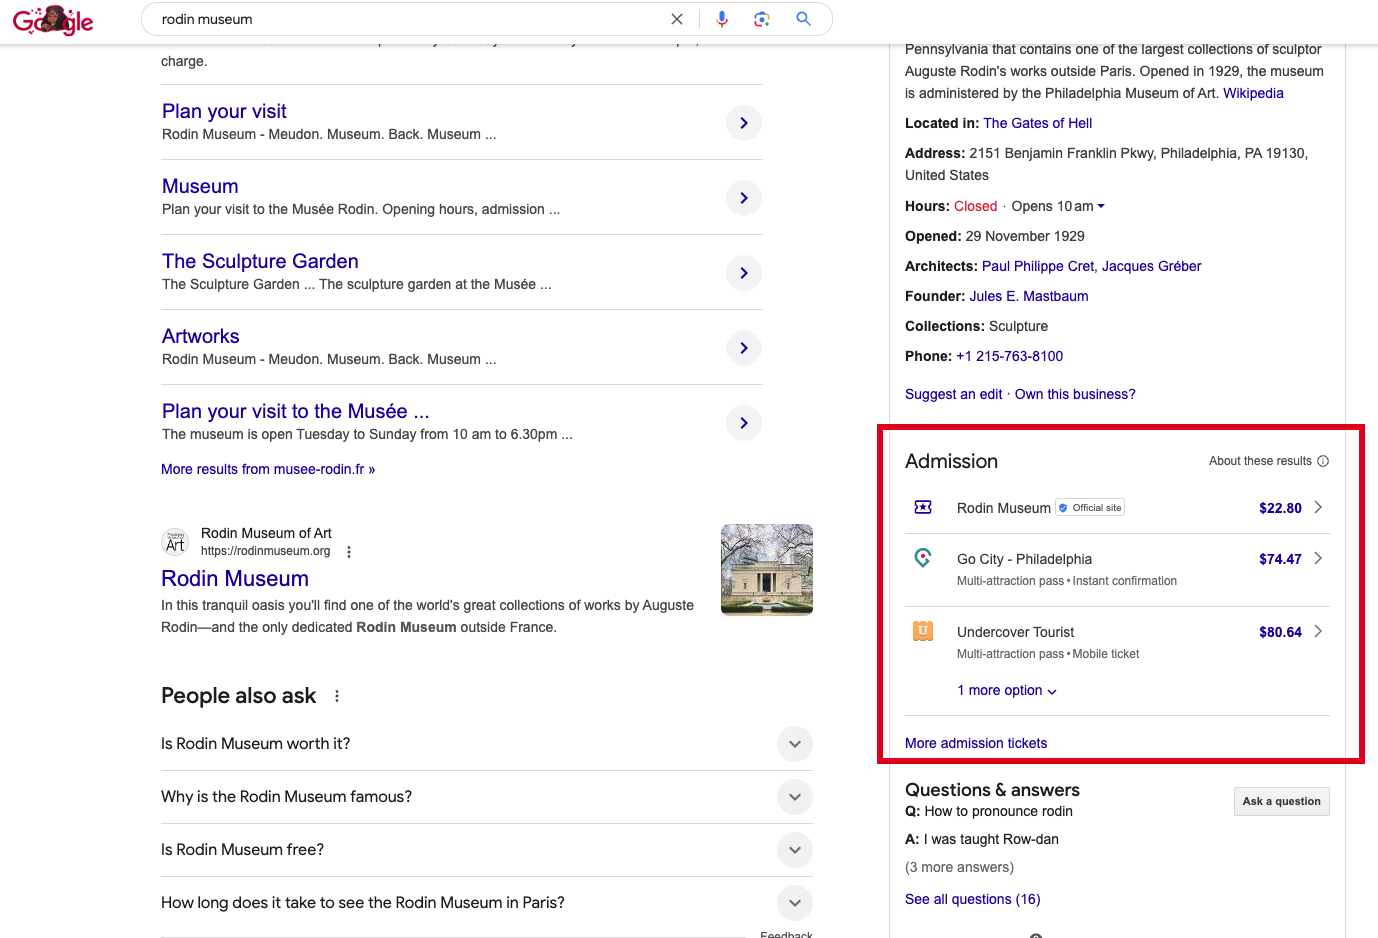 Google
rodin museum
charge.
Plan your visit
Rodin Museum - Meudon. Museum. Back. Museum ...
Museum
Plan your visit to the Musée Rodin. Opening hours, admission ...
The Sculpture Garden
The Sculpture Garden ... The sculpture garden at the Musée ...
Artworks
Rodin Museum - Meudon. Museum. Back. Museum ...
Plan your visit to the Musée ...
The museum is open Tuesday to Sunday from 10 am to 6.30pm ...
More results from musee-rodin.fr »
Rodin Museum of Art
https://rodinmuseum.org
Art
Rodin Museum
In this tranquil oasis you'll find one of the world's great collections of works by Auguste
Rodin—and the only dedicated Rodin Museum outside France.
People also ask
Is Rodin Museum worth it?
Why is the Rodin Museum famous?
Is Rodin Museum free?
How long does it take to see the Rodin Museum in Paris?
Feedback
Pennsylvania that contains one of the largest collections of sculptor
Auguste Rodin's works outside Paris. Opened in 1929, the museum
is administered by the Philadelphia Museum of Art. Wikipedia
Located in: The Gates of Hell
Address: 2151 Benjamin Franklin Pkwy, Philadelphia, PA 19130,
United States
Hours: Closed · Opens 10 am
Opened: 29 November 1929
Architects: Paul Philippe Cret, Jacques Gréber
Founder: Jules E. Mastbaum
Collections: Sculpture
Phone: +1 215-763-8100
Suggest an edit · Own this business?
Admission
About these results
Rodin Museum Official site $22.80
Go City - Philadelphia $74.47
Multi-attraction pass • Instant confirmation
U
Undercover Tourist $80.64
Multi-attraction pass • Mobile ticket
1 more option
More admission tickets
Questions & answers
Ask a question
Q: How to pronounce rodin
A: I was taught Row-dan
(3 more answers)
See all questions (16)